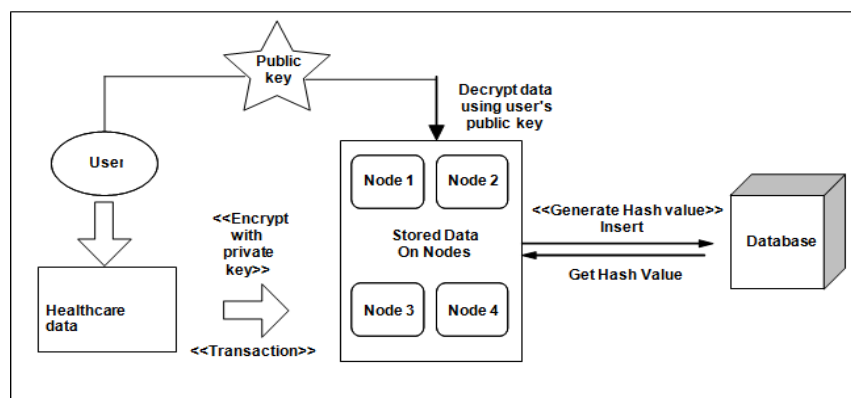 Public
key
Decrypt data
using user's
public key
User
Node 1
Node 2
<<Encrypt
with
private
key>>
<<Generate Hash value>>
Insert
Stored Data
On Nodes
Database
Get Hash Value
Healthcare
data
Node 3
Node 4
<<Transaction>>